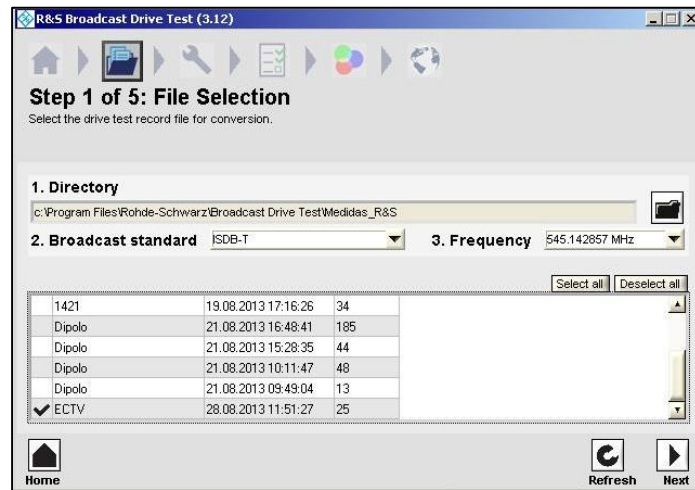 R&S Broadcast Drive Test (3.12)
Step 1 of 5: File Selection
Select the drive test record file for conversion.
1. Directory
c:\Program Files\Rohde-Schwarz\Broadcast Drive Test\Medidas_R&S
2. Broadcast standard ISDB-T 3. Frequency 545.142857 MHz
Select all Deselect all
1421 19.08.2013 17:16:26 34
Dipolo 21.08.2013 16:48:41 185
Dipolo 21.08.2013 15:28:35 44
Dipolo 21.08.2013 10:11:47 48
Dipolo 21.08.2013 09:49:04 13
ECTV 28.08.2013 11:51:27 25
Home Refresh Next